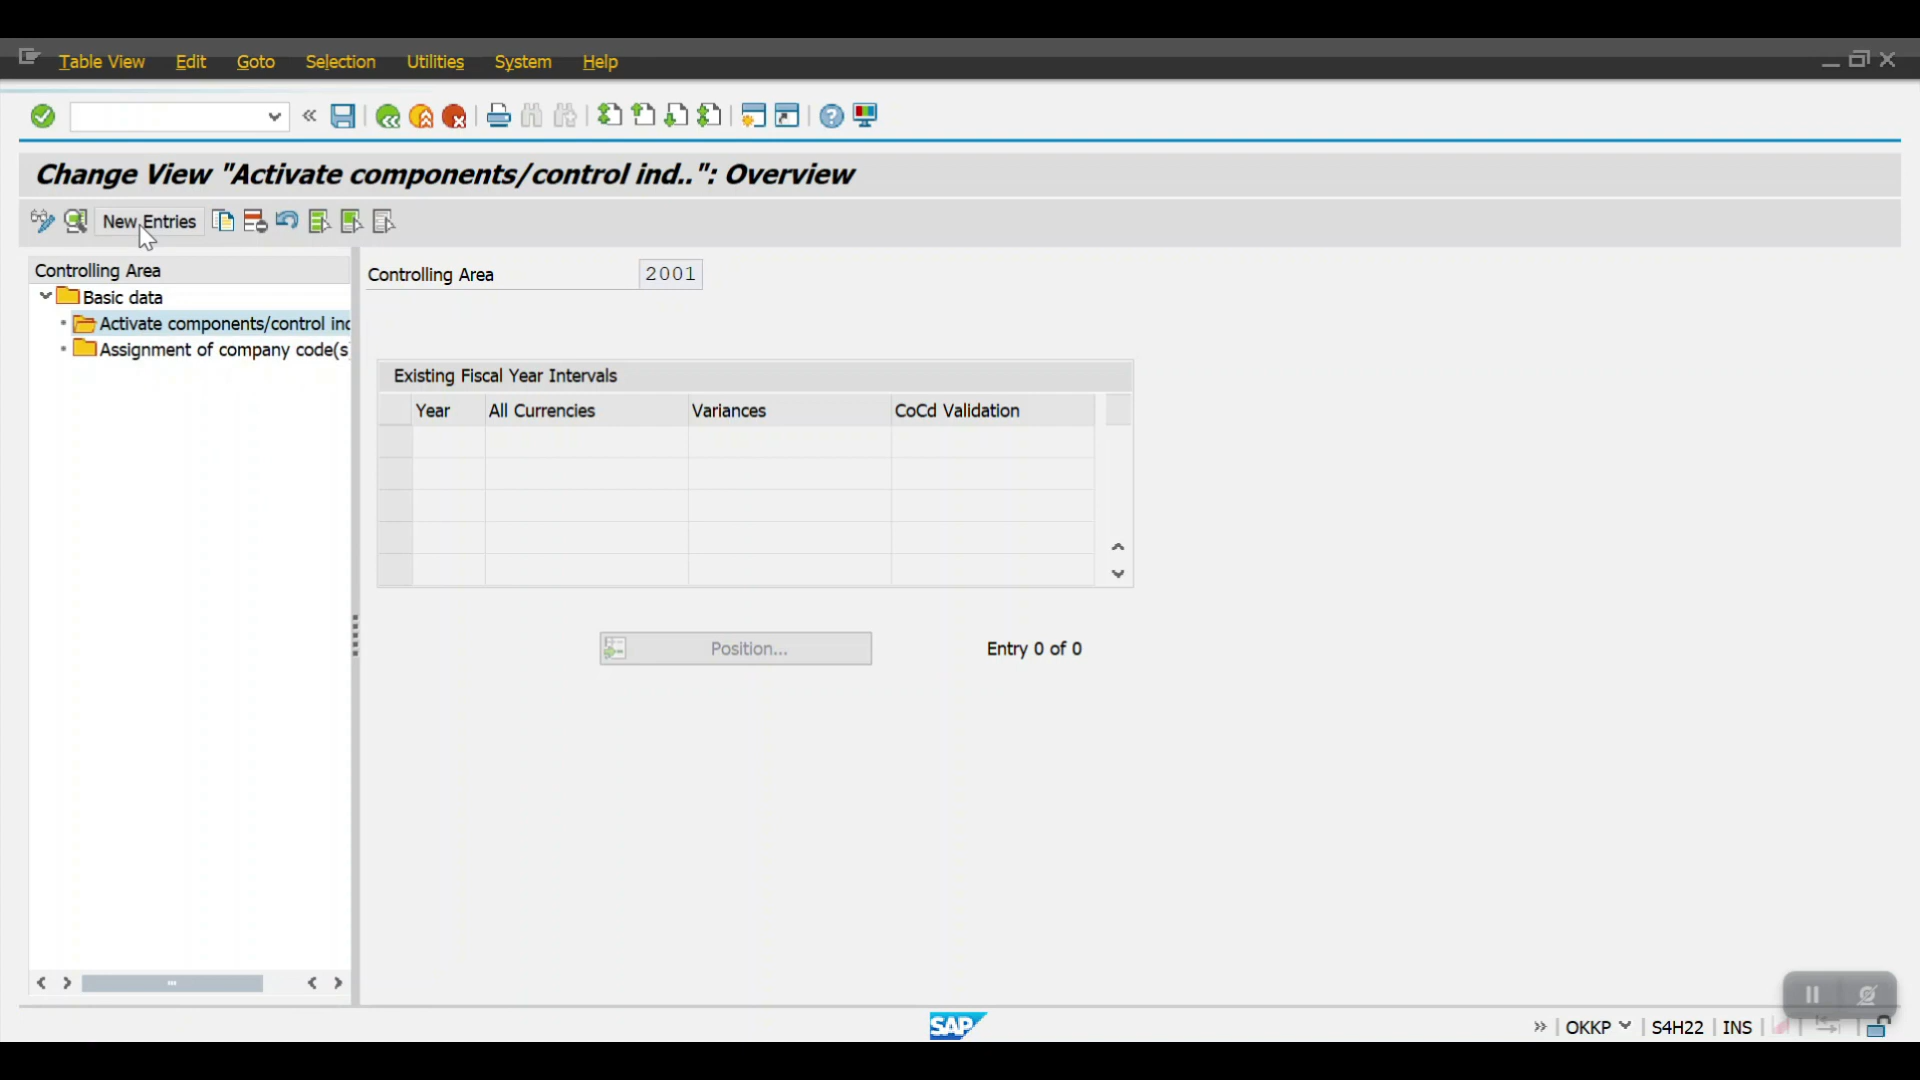 Table View Edit Goto Selection Utilities System Help
Change View "Activate components/control ind..": Overview
New Entries
Controlling Area
Basic data
Activate components/control ind
Assignment of company code(s
Controlling Area 2001
Existing Fiscal Year Intervals
Year All Currencies Variances CoCd Validation
Position... Entry 0 of 0
SAP
OKKP S4H22 INS